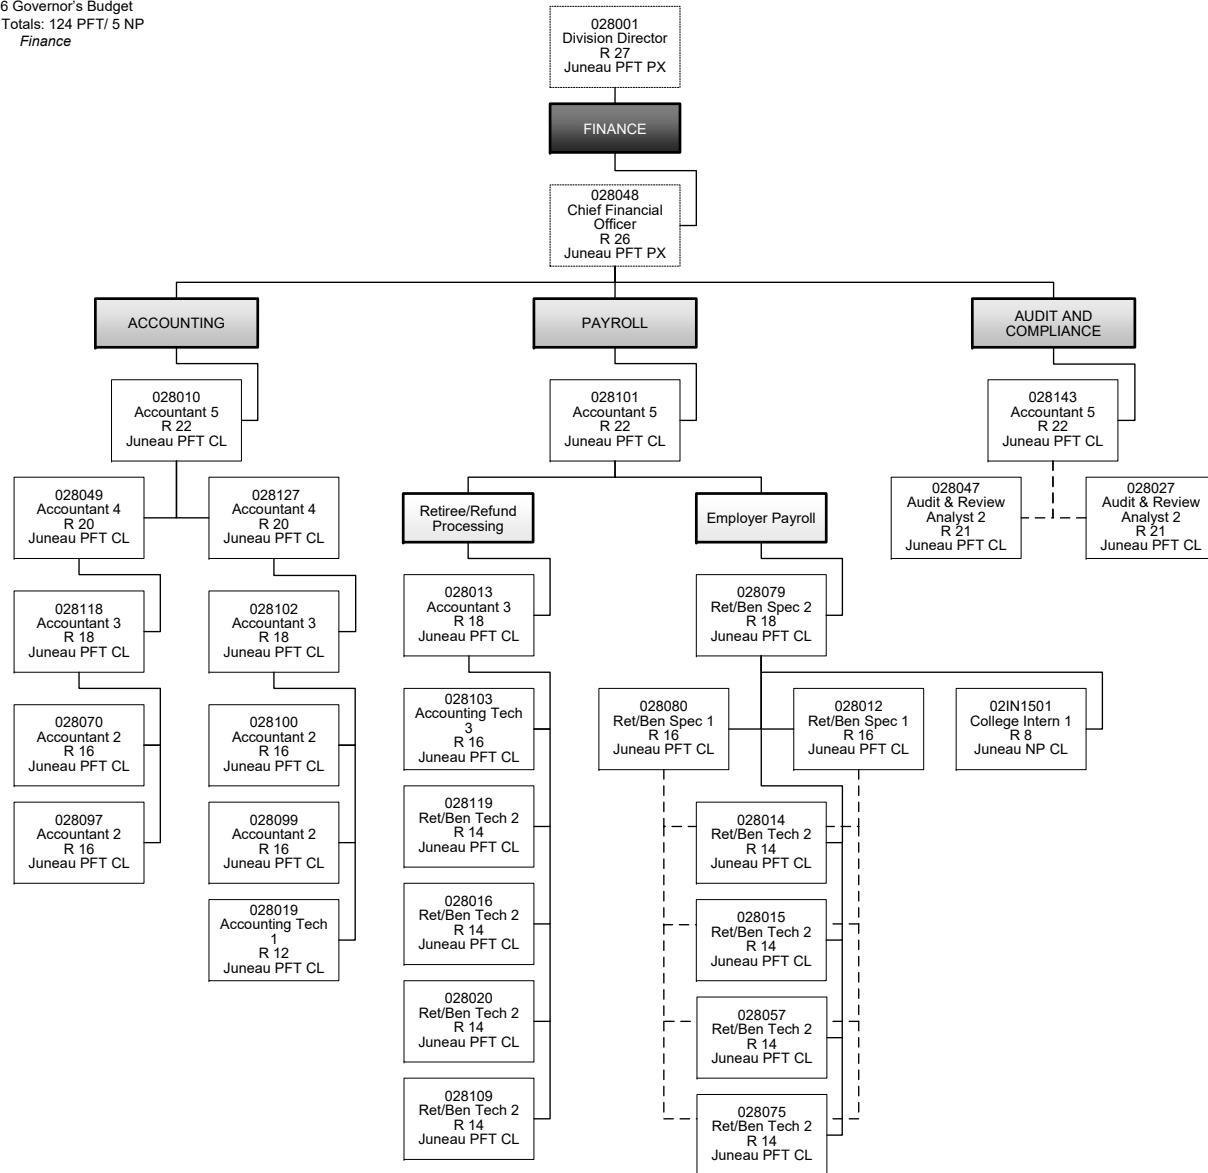 6 Governor's Budget
Totals: 124 PFT/ 5 NP
Finance
028001
Division Director
R 27
Juneau PFT PX
FINANCE
028048
Chief Financial
Officer
R 26
Juneau PFT PX
ACCOUNTING
PAYROLL
AUDIT AND
COMPLIANCE
028010
Accountant 5
R 22
Juneau PFT CL
028101
Accountant 5
R 22
Juneau PFT CL
028143
Accountant 5
R 22
Juneau PFT CL
028049
Accountant 4
R 20
Juneau PFT CL
028127
Accountant 4
R 20
Juneau PFT CL
Retiree/Refund
Processing
Employer Payroll
028047
Audit & Review
Analyst 2
R 21
Juneau PFT CL
028027
Audit & Review
Analyst 2
R 21
Juneau PFT CL
028118
Accountant 3
R 18
Juneau PFT CL
028102
Accountant 3
R 18
Juneau PFT CL
028013
Accountant 3
R 18
Juneau PFT CL
028079
Ret/Ben Spec 2
R 18
Juneau PFT CL
028070
Accountant 2
R 16
Juneau PFT CL
028100
Accountant 2
R 16
Juneau PFT CL
028103
Accounting Tech
3
R 16
Juneau PFT CL
028080
Ret/Ben Spec 1
R 16
Juneau PFT CL
028012
Ret/Ben Spec 1
R 16
Juneau PFT CL
02IN1501
College Intern 1
R 8
Juneau NP CL
028097
Accountant 2
R 16
Juneau PFT CL
028099
Accountant 2
R 16
Juneau PFT CL
028119
Ret/Ben Tech 2
R 14
Juneau PFT CL
028014
Ret/Ben Tech 2
R 14
Juneau PFT CL
028019
Accounting Tech
1
R 12
Juneau PFT CL
028016
Ret/Ben Tech 2
R 14
Juneau PFT CL
028015
Ret/Ben Tech 2
R 14
Juneau PFT CL
028020
Ret/Ben Tech 2
R 14
Juneau PFT CL
028057
Ret/Ben Tech 2
R 14
Juneau PFT CL
028109
Ret/Ben Tech 2
R 14
Juneau PFT CL
028075
Ret/Ben Tech 2
R 14
Juneau PFT CL